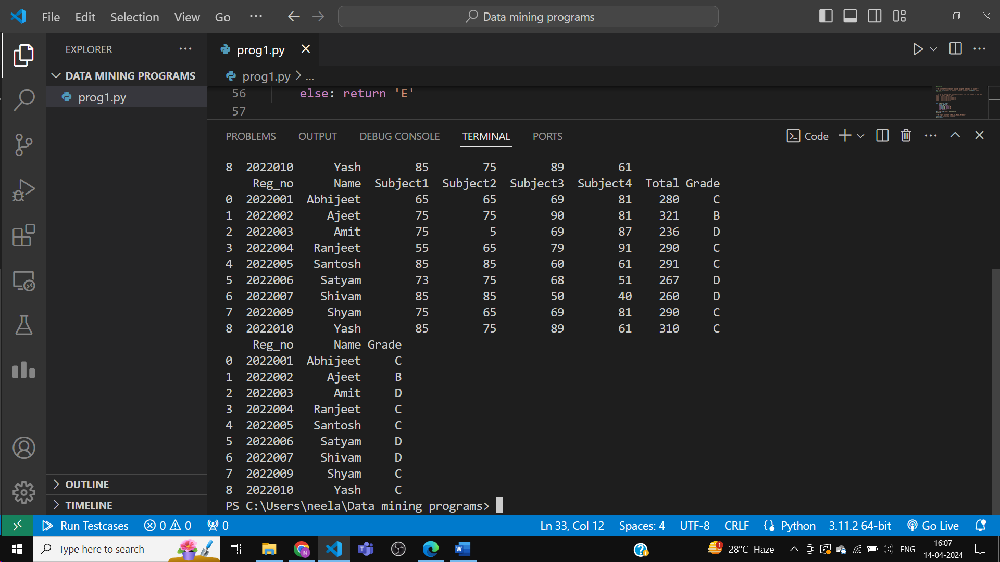 File Edit Selection View Go ··· Data mining programs
EXPLORER ···
DATA MINING PROGRAMS
prog1.py
OUTLINE
TIMELINE
prog1.py
prog1.py > ...
56 else: return 'E'
57
PROBLEMS OUTPUT DEBUG CONSOLE TERMINAL PORTS Code
8 2022010 Yash 85 75 89 61
Reg_no Name Subject1 Subject2 Subject3 Subject4 Total Grade
0 2022001 Abhijeet 65 65 69 81 280 C
1 2022002 Ajeet 75 75 90 81 321 B
2 2022003 Amit 75 5 69 87 236 D
3 2022004 Ranjeet 55 65 79 91 290 C
4 2022005 Santosh 85 85 60 61 291 C
5 2022006 Satyam 73 75 68 51 267 D
6 2022007 Shivam 85 85 50 40 260 D
7 2022009 Shyam 75 65 69 81 290 C
8 2022010 Yash 85 75 89 61 310 C
Reg_no Name Grade
0 2022001 Abhijeet C
1 2022002 Ajeet B
2 2022003 Amit D
3 2022004 Ranjeet C
4 2022005 Santosh C
5 2022006 Satyam D
6 2022007 Shivam D
7 2022009 Shyam C
8 2022010 Yash C
PS C:\Users\neela\Data mining programs>
Run Testcases 0 0 0 Ln 33, Col 12 Spaces: 4 UTF-8 CRLF Python 3.11.2 64-bit Go Live
Type here to search 28°C Haze ENG 16:07
14-04-2024